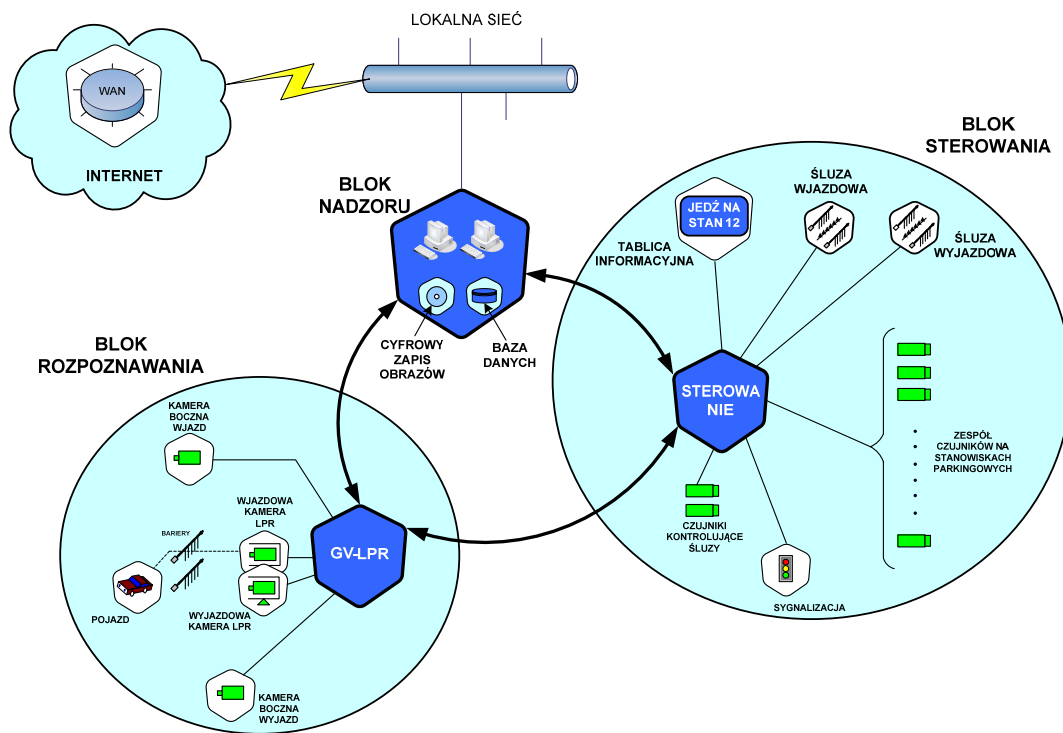 LOKALNA SIEĆ
WAN
INTERNET
BLOK
NADZORU
CYFROWY
ZAPIS
OBRAZÓW
BAZA
DANYCH
BLOK
STEROWANIA
JEDŹ NA
STAN 12
TABLICA
INFORMACYJNA
ŚLUZA
WJAZDOWA
ŚLUZA
WYJAZDOWA
STEROWA
NIE
ZESPÓŁ
CZUJNIKÓW NA
STANOWISKACH
PARKINGOWYCH
CZUJNIKI
KONTROLUJĄCE
ŚLUZY
SYGNALIZACJA
BLOK
ROZPOZNAWANIA
KAMERA
BOCZNA
WJAZD
WJAZDOWA
KAMERA
LPR
BARIERY
GV-LPR
POJAZD
WYJAZDOWA
KAMERA LPR
KAMERA
BOCZNA
WYJAZD